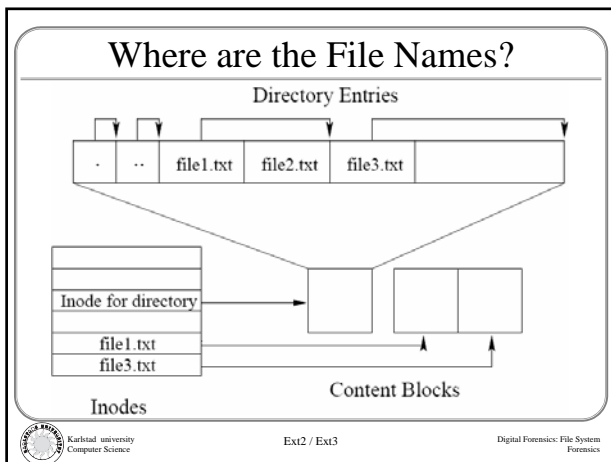 Where are the File Names?
Directory Entries
. .. file1.txt file2.txt file3.txt
Inode for directory
file1.txt
file3.txt
Content Blocks
Inodes
Karlstad university
Computer Science
Ext2 / Ext3
Digital Forensics: File System
Forensics